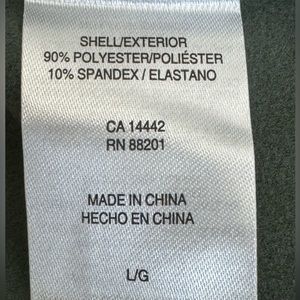 SHELL/EXTERIOR
90% POLYESTER/POLIÉSTER
10% SPANDEX / ELASTANO
CA 14442
RN 88201
MADE IN CHINA
HECHO EN CHINA
L/G